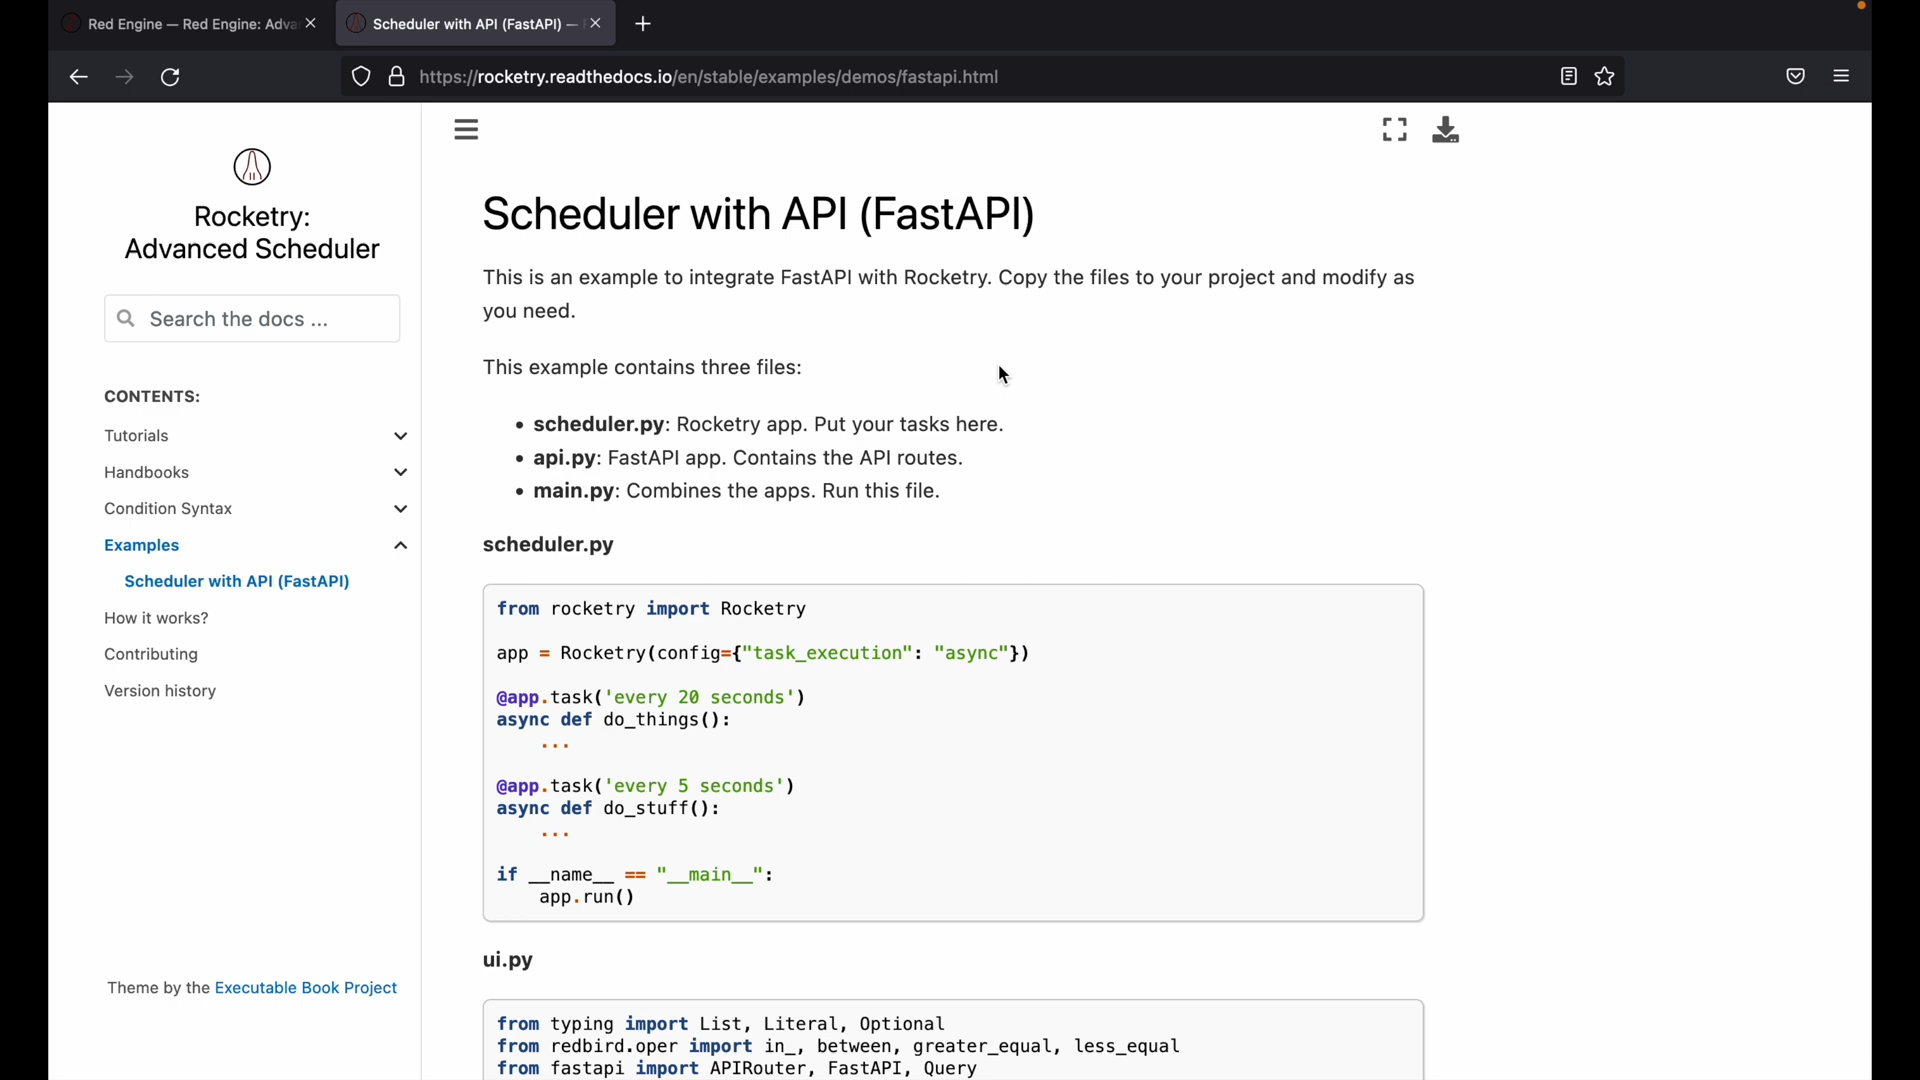 Red Engine — Red Engine: Adva
Scheduler with API (FastAPI) —
https://rocketry.readthedocs.io/en/stable/examples/demos/fastapi.html
Rocketry:
Advanced Scheduler
Search the docs ...
CONTENTS:
Tutorials
Handbooks
Condition Syntax
Examples
Scheduler with API (FastAPI)
How it works?
Contributing
Version history
Theme by the Executable Book Project
Scheduler with API (FastAPI)
This is an example to integrate FastAPI with Rocketry. Copy the files to your project and modify as
you need.
This example contains three files:
• scheduler.py: Rocketry app. Put your tasks here.
• api.py: FastAPI app. Contains the API routes.
• main.py: Combines the apps. Run this file.
scheduler.py
from rocketry import Rocketry
app = Rocketry(config={"task_execution": "async"})
@app.task('every 20 seconds')
async def do_things():
...
@app.task('every 5 seconds')
async def do_stuff():
...
if __name__ == "__main__":
app.run()
ui.py
from typing import List, Literal, Optional
from redbird.oper import in_, between, greater_equal, less_equal
from fastapi import APIRouter, FastAPI, Query